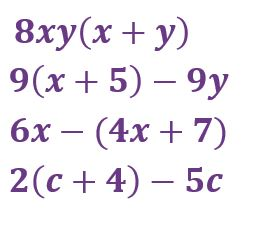 8xy(x + y)
9(x + 5) − 9y
6x − (4x + 7)
2(c + 4) − 5c